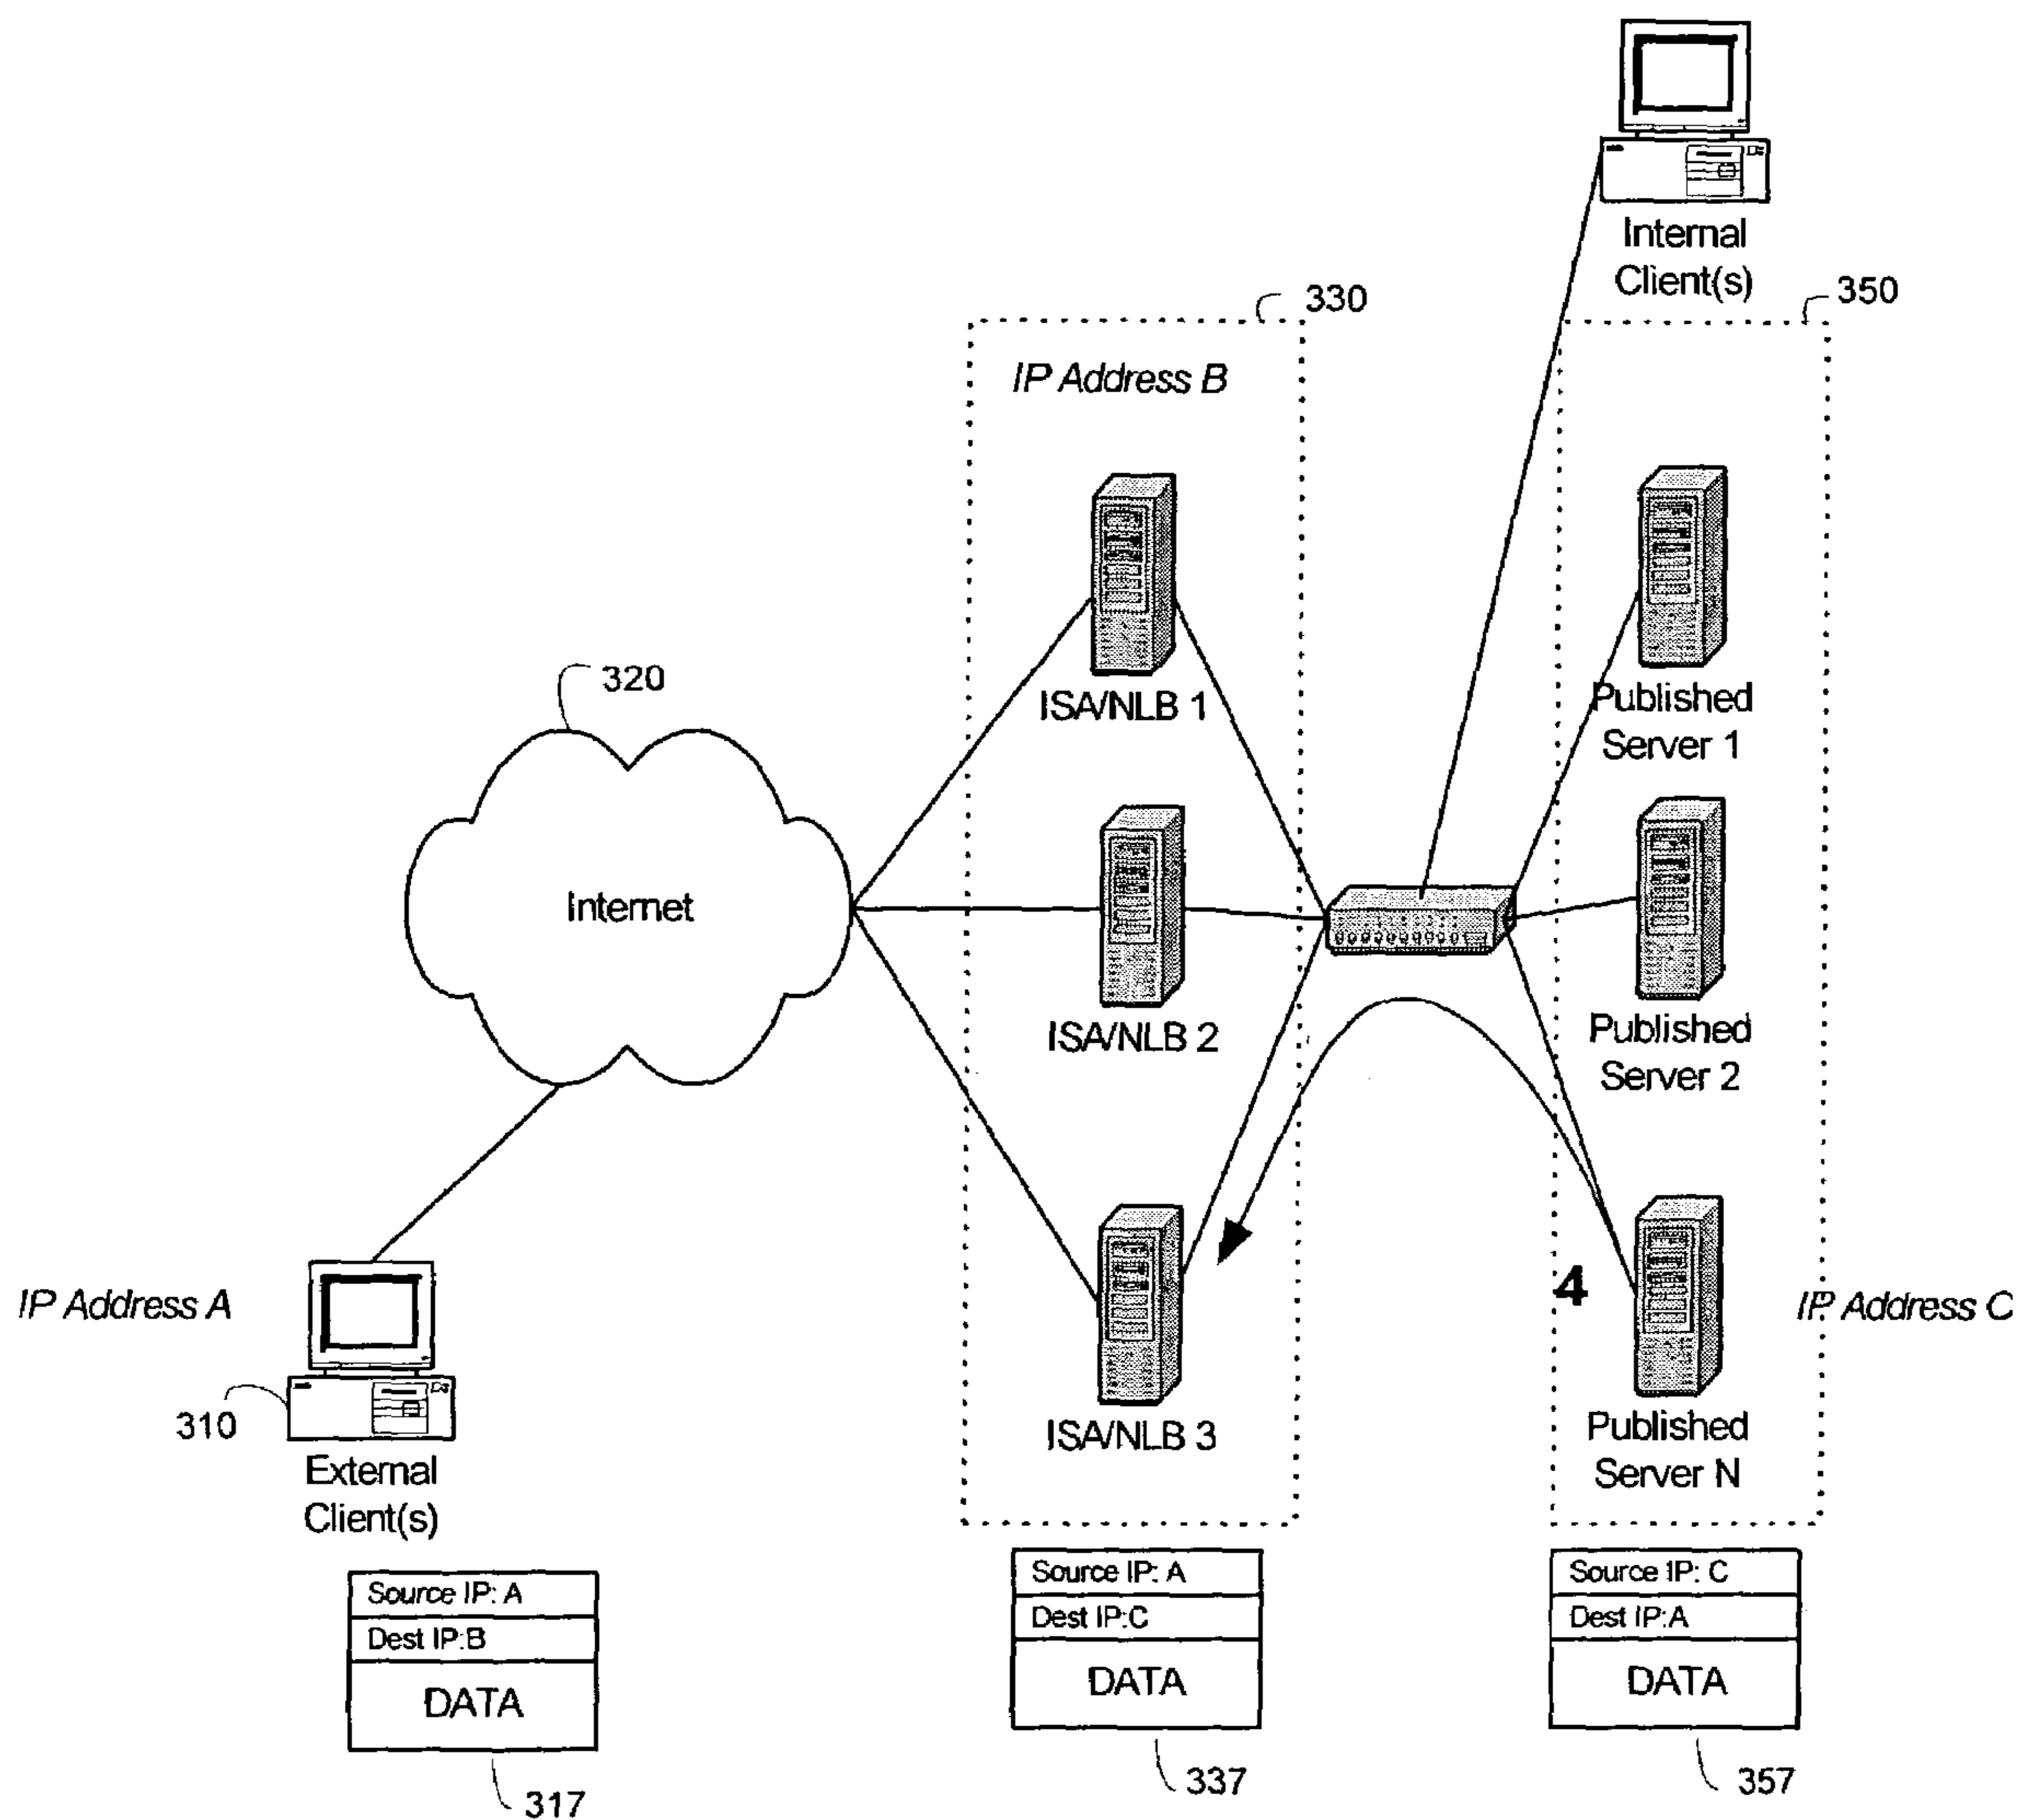 Internal
Client(s)
330
350
IP Address B
320
ISA/NLB 1
Published
Server 1
Internet
ISA/NLB 2
Published
Server 2
IP Address A
4
IP Address C
310
External
Client(s)
ISA/NLB 3
Published
Server N
Source IP: A
Dest IP:B
DATA
317
Source IP: A
Dest IP:C
DATA
337
Source IP: C
Dest IP:A
DATA
357